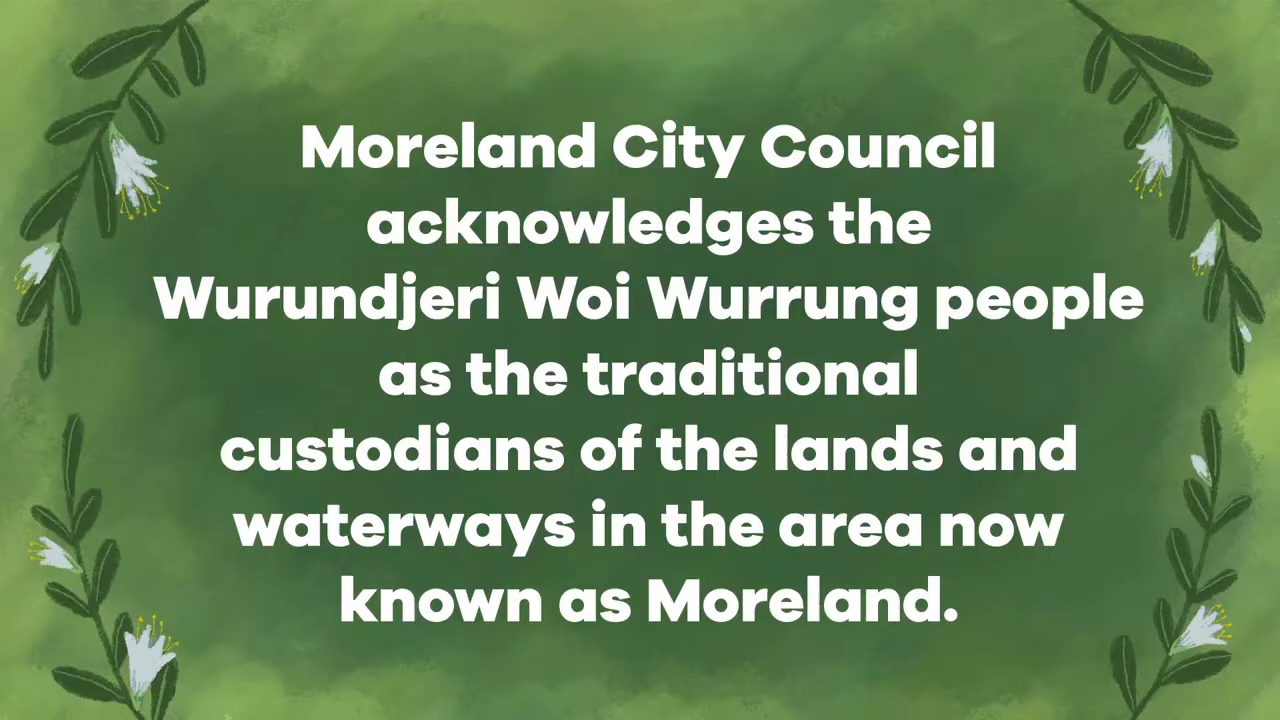 Moreland City Council
acknowledges the
Wurundjeri Woi Wurrung people
as the traditional
custodians of the lands and
waterways in the area now
known as Moreland.